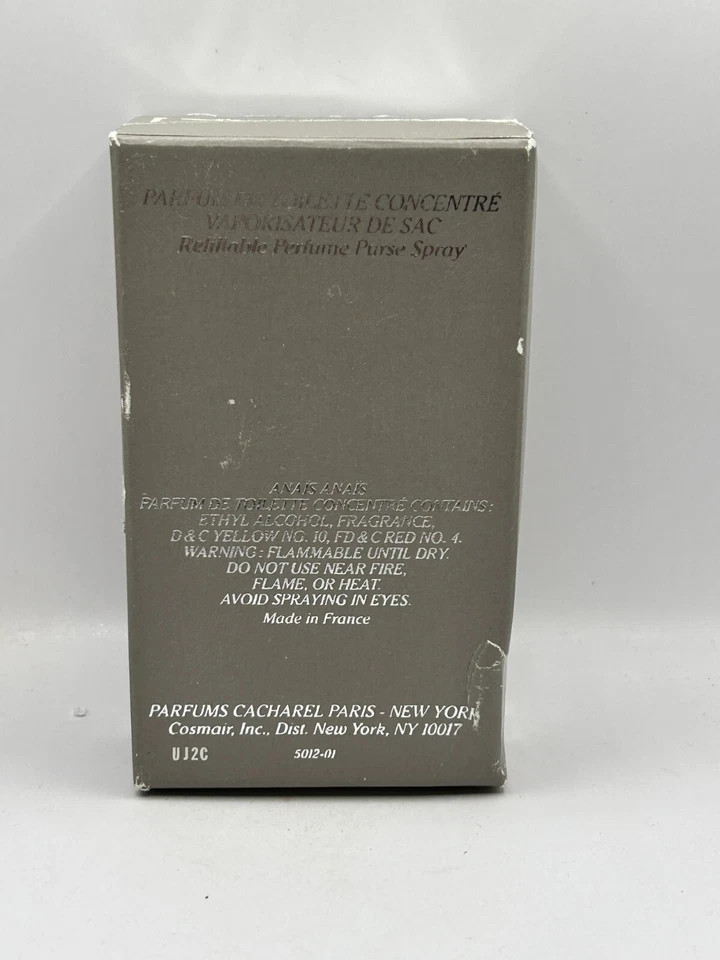 PARFUM DE TOILETTE CONCENTRÉ
VAPORISATEUR DE SAC
Refillable Perfume Purse Spray
ANAÏS ANAÏS
PARFUM DE TOILETTE CONCENTRÉ CONTAINS:
ETHYL ALCOHOL, FRAGRANCE,
D&C YELLOW NO. 10, FD&C RED NO. 4.
WARNING: FLAMMABLE UNTIL DRY.
DO NOT USE NEAR FIRE,
FLAME, OR HEAT.
AVOID SPRAYING IN EYES.
Made in France
PARFUMS CACHAREL PARIS - NEW YORK
Cosmair, Inc., Dist. New York, NY 10017
UJ2C 5012-01